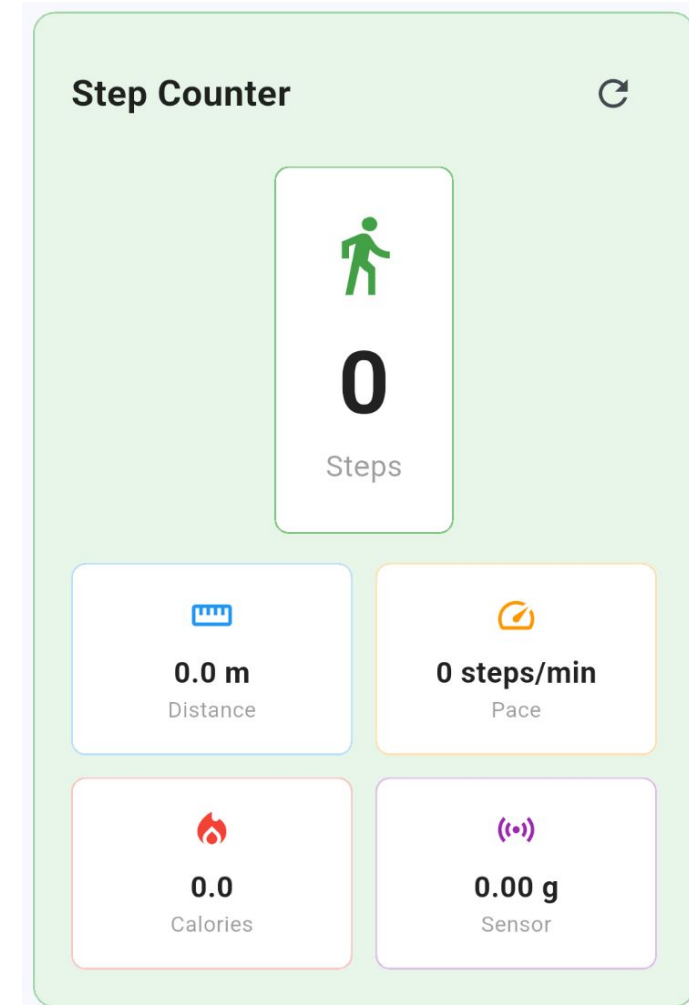 Step Counter
0
Steps
0.0 m
Distance
0 steps/min
Pace
0.0
Calories
0.00 g
Sensor